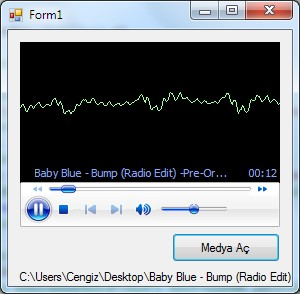 Form1
Baby Blue - Bump (Radio Edit) -Pre-Or... 00:12
Medya Aç
C:\Users\Cengiz\Desktop\Baby Blue - Bump (Radio Edit)